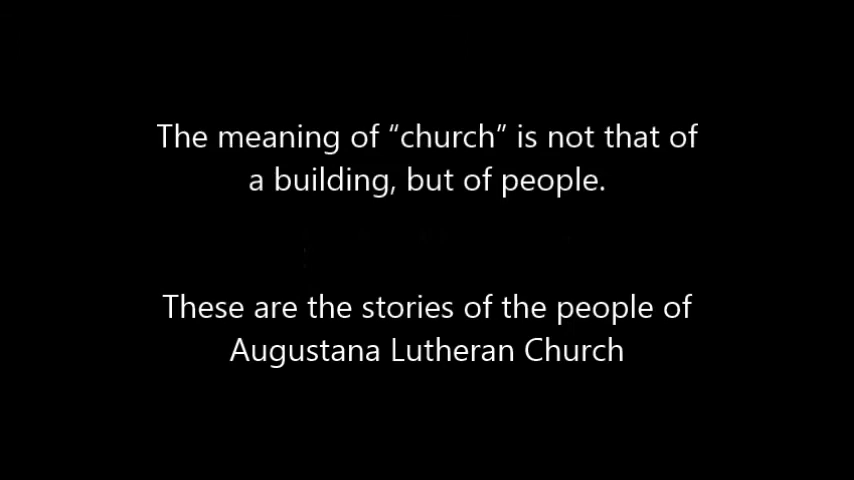 The meaning of “church” is not that of
a building, but of people.
These are the stories of the people of
Augustana Lutheran Church